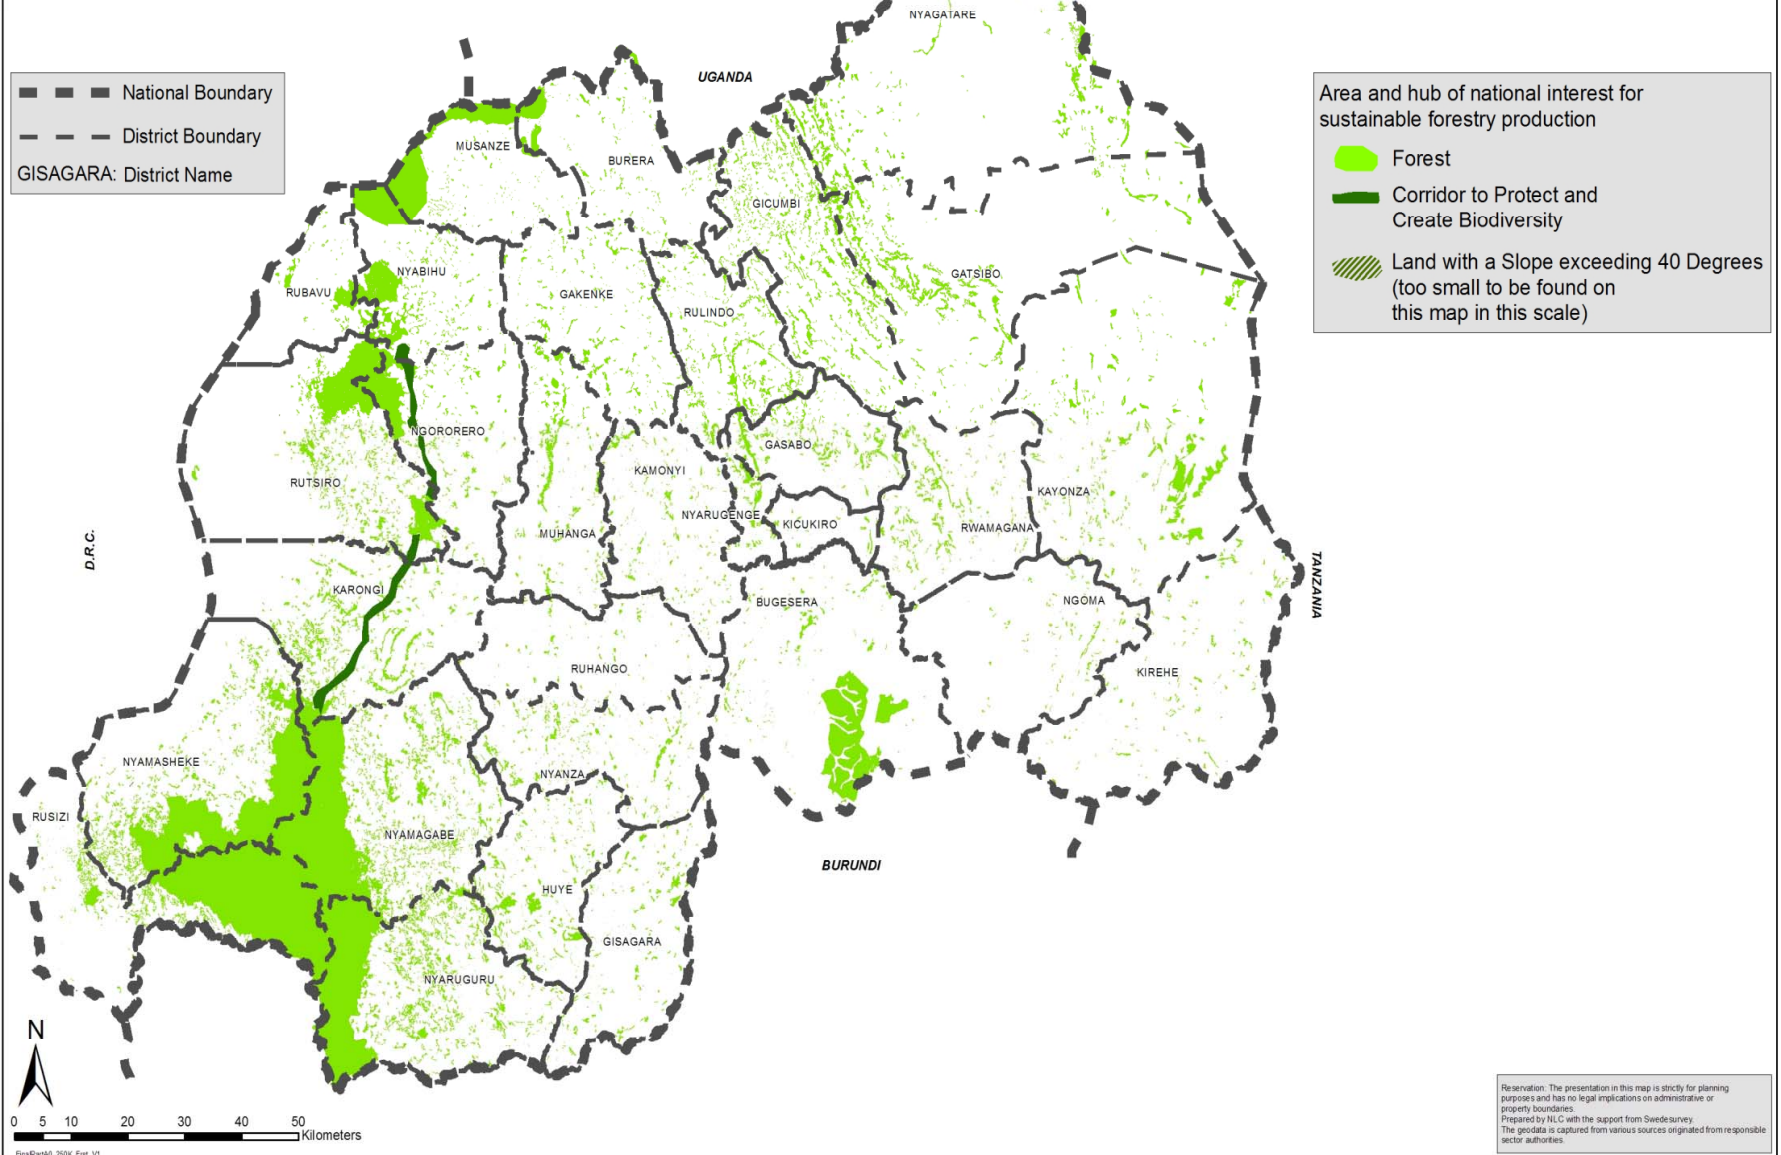 NYAGATARE
UGANDA
National Boundary
District Boundary
GISAGARA: District Name
Area and hub of national interest for
sustainable forestry production
Forest
Corridor to Protect and
Create Biodiversity
Land with a Slope exceeding 40 Degrees
(too small to be found on
this map in this scale)
MUSANZE
BURERA
GICUMBI
NYABIHU
GATSIBO
RUBAVU
GAKENKE
RULINDO
NGORORERO
GASABO
KAMONYI
RUTSIRO
KAYONZA
NYARUGENGE
KICUKIRO
RWAMAGANA
MUHANGA
D.R.C.
TANZANIA
KARONGI
BUGESERA
NGOMA
RUHANGO
KIREHE
NYAMASHEKE
NYANZA
RUSIZI
NYAMAGABE
BURUNDI
HUYE
GISAGARA
NYARUGURU
N
0 5 10 20 30 40 50
Kilometers
Reservation: The presentation in this map is strictly for planning
purposes and has no legal implications on administrative or
property boundaries.
Prepared by NLC with the support from Swedesurvey.
The geodata is captured from various sources originated from responsible
sector authorities.